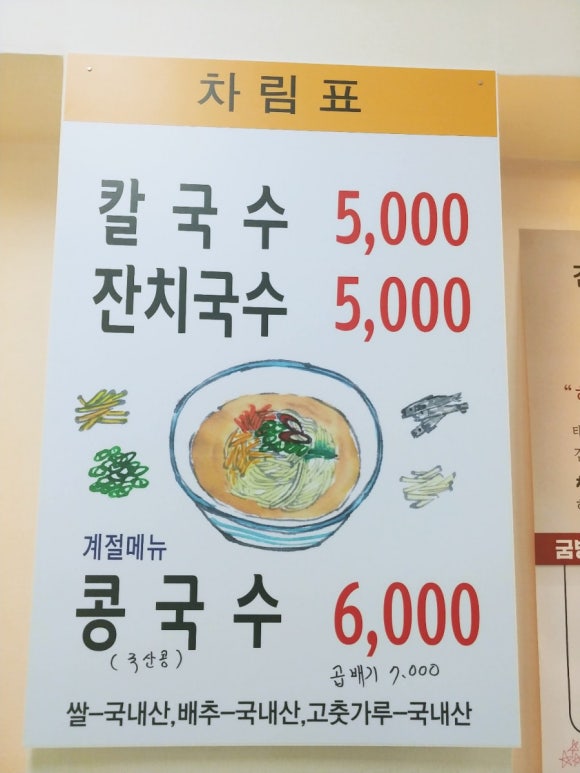 차림표
칼국수 5,000
잔치국수 5,000
계절메뉴
콩국수 6,000
(국산콩)
곱배기 7.000
쌀-국내산,배추-국내산,고춧가루-국내산